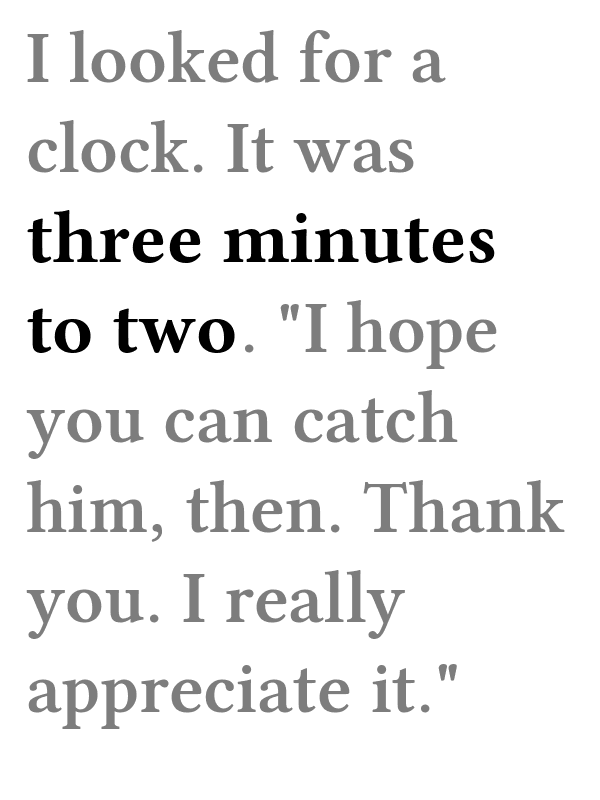 I looked for a
clock. It was
three minutes
to two. "I hope
you can catch
him, then. Thank
you. I really
appreciate it."